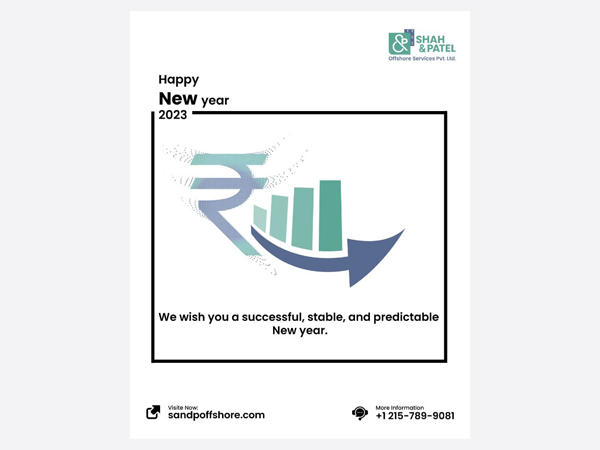 SHAH
& PATEL
Offshore Services Pvt. Ltd.
Happy
New year
2023
We wish you a successful, stable, and predictable
New year.
Visite Now:
sandpoffshore.com
More Information
+1 215-789-9081